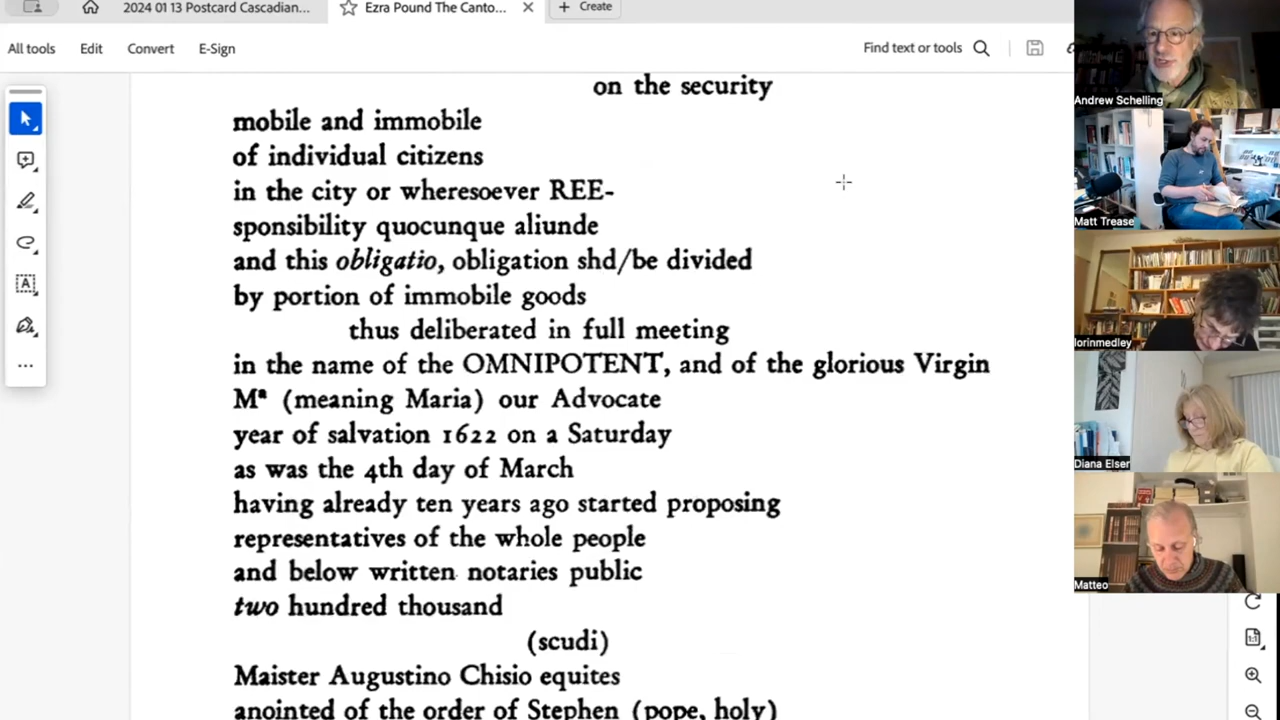 2024 01 13 Postcard Cascadian...
Ezra Pound The Canto...
Create
All tools
Edit
Convert
E-Sign
Find text or tools
on the security
mobile and immobile
of individual citizens
in the city or wheresoever REE-
sponsibility quocunque aliunde
and this obligatio, obligation shd/be divided
by portion of immobile goods
thus deliberated in full meeting
in the name of the OMNIPOTENT, and of the glorious Virgin
Mª (meaning Maria) our Advocate
year of salvation 1622 on a Saturday
as was the 4th day of March
having already ten years ago started proposing
representatives of the whole people
and below written notaries public
two hundred thousand
(scudi)
Maister Augustino Chisio equites
anointed of the order of Stephen (pope, holy)
Andrew Schelling
Matt Trease
lorinmedley
Diana Elser
Matteo